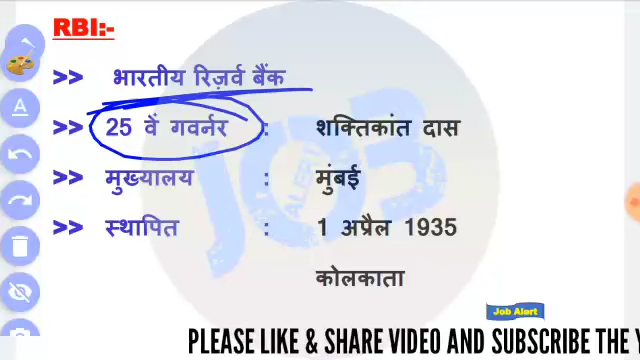 RBI:-
>> भारतीय रिज़र्व बैंक
>> 25 वें गवर्नर : शक्तिकांत दास
>> मुख्यालय : मुंबई
>> स्थापित : 1 अप्रैल 1935
कोलकाता
JOB
ALERT
Job Alert
PLEASE LIKE & SHARE VIDEO AND SUBSCRIBE THE